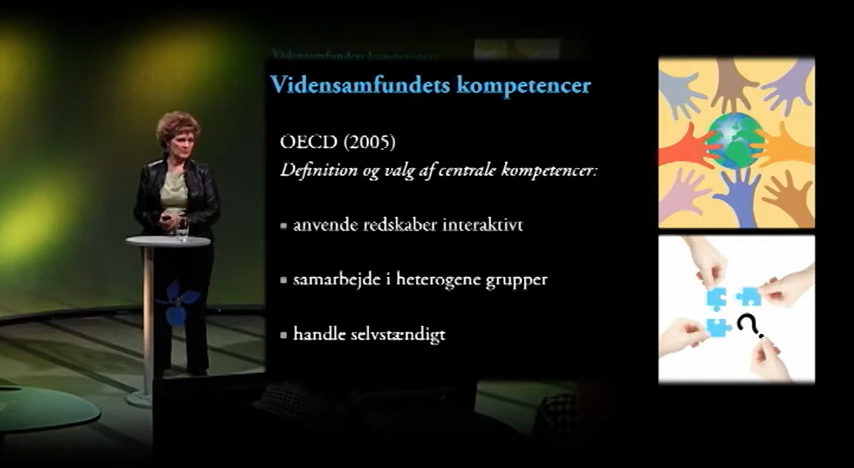 Vidensamfundets kompetencer
Vidensamfundets kompetencer
OECD (2005)
Definition og valg af centrale kompetencer:
anvende redskaber interaktivt
samarbejde i heterogene grupper
handle selvstændigt
?